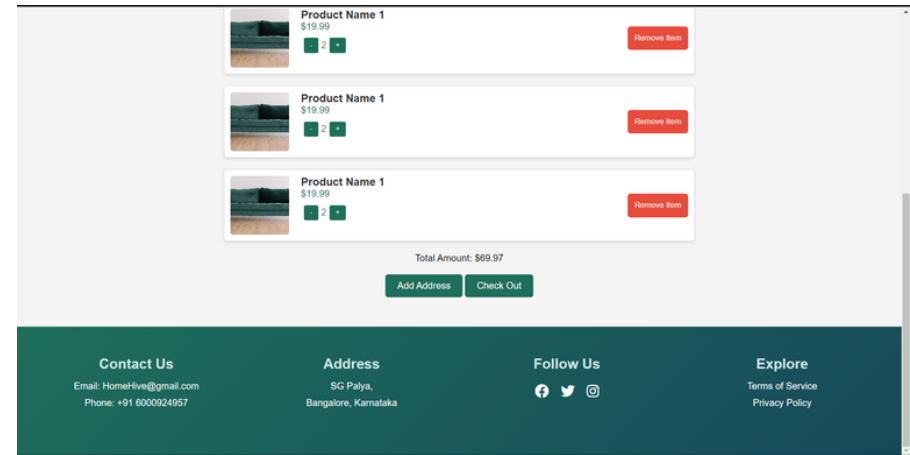 Product Name 1
$19.99
- 2 +
Remove Item
Product Name 1
$19.99
- 2 +
Remove Item
Product Name 1
$19.99
- 2 +
Remove Item
Total Amount: $69.97
Add Address
Check Out
Contact Us
Email: HomeHive@gmail.com
Phone: +91 6000924957
Address
SG Palya,
Bangalore, Karnataka
Follow Us
Explore
Terms of Service
Privacy Policy